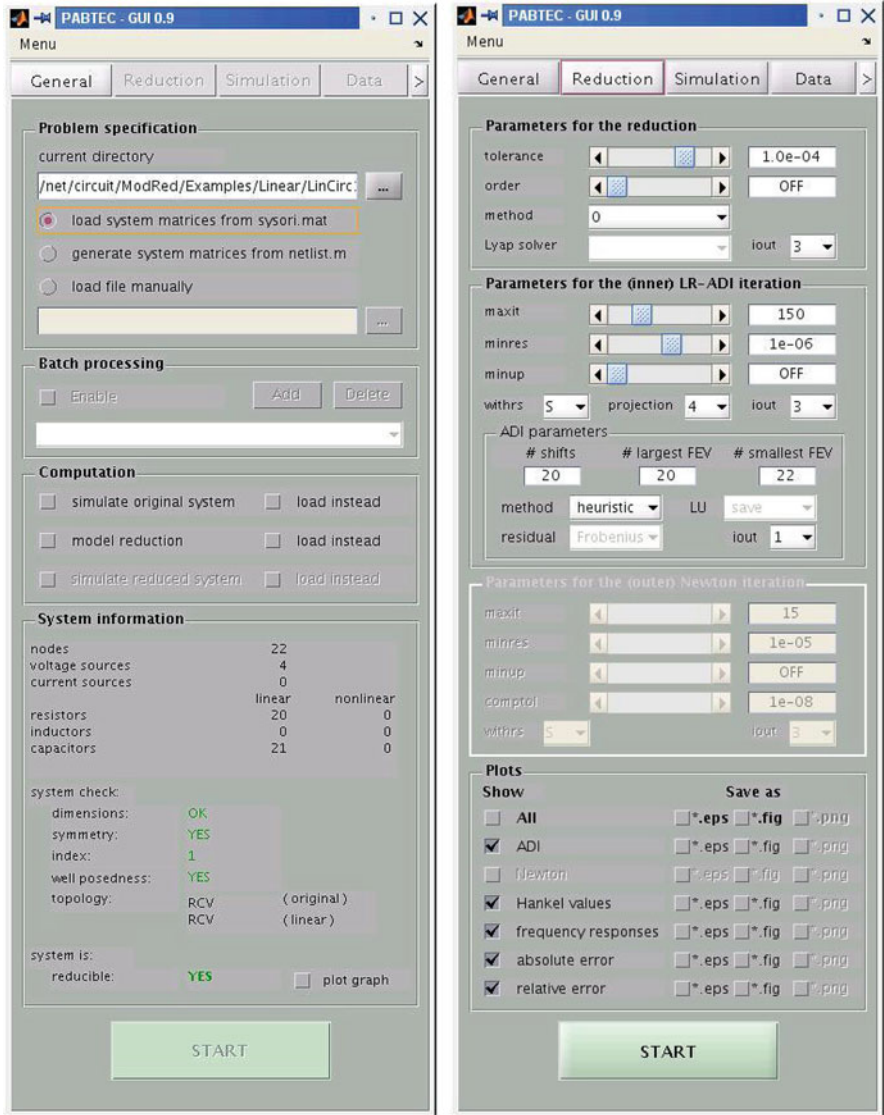 PABTEC - GUI 0.9
Menu
General Reduction Simulation Data >
Problem specification
current directory
/net/circuit/ModRed/Examples/Linear/LinCirc1 ...
load system matrices from sysori.mat
generate system matrices from netlist.m
load file manually
...
Batch processing
Enable Add Delete
Computation
simulate original system load instead
model reduction load instead
simulate reduced system load instead
System information
nodes 22
voltage sources 4
current sources 0
linear nonlinear
resistors 20 0
inductors 0 0
capacitors 21 0
system check:
dimensions: OK
symmetry: YES
index: 1
well posedness: YES
topology: RCV (original)
RCV (linear)
system is:
reducible: YES plot graph
START
PABTEC - GUI 0.9
Menu
General Reduction Simulation Data >
Parameters for the reduction
tolerance 1.0e-04
order OFF
method 0
Lyap solver iout 3
Parameters for the (inner) LR-ADI iteration
maxit 150
minres 1e-06
minup OFF
withrs S projection 4 iout 3
ADI parameters
# shifts # largest FEV # smallest FEV
20 20 22
method heuristic LU save
residual Frobenius iout 1
Parameters for the (outer) Newton iteration
maxit 15
minres 1e-05
minup OFF
comptol 1e-08
withrs S iout 3
Plots
Show Save as
All *.eps *.fig *.png
ADI *.eps *.fig *.png
Newton *.eps *.fig *.png
Hankel values *.eps *.fig *.png
frequency responses *.eps *.fig *.png
absolute error *.eps *.fig *.png
relative error *.eps *.fig *.png
START